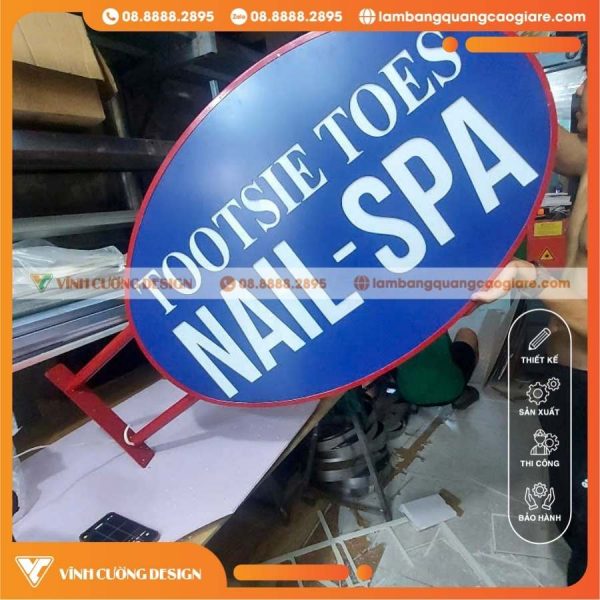 08.8888.2895 Zalo 08.8888.2895 lambangquangcaogiare.com
TOOTSIE TOES
NAIL-SPA
VĨNH CƯỜNG DESIGN 08.8888.2895 lambangquangcaogiare.com
THIẾT KẾ
SẢN XUẤT
THI CÔNG
BẢO HÀNH
VĨNH CƯỜNG DESIGN